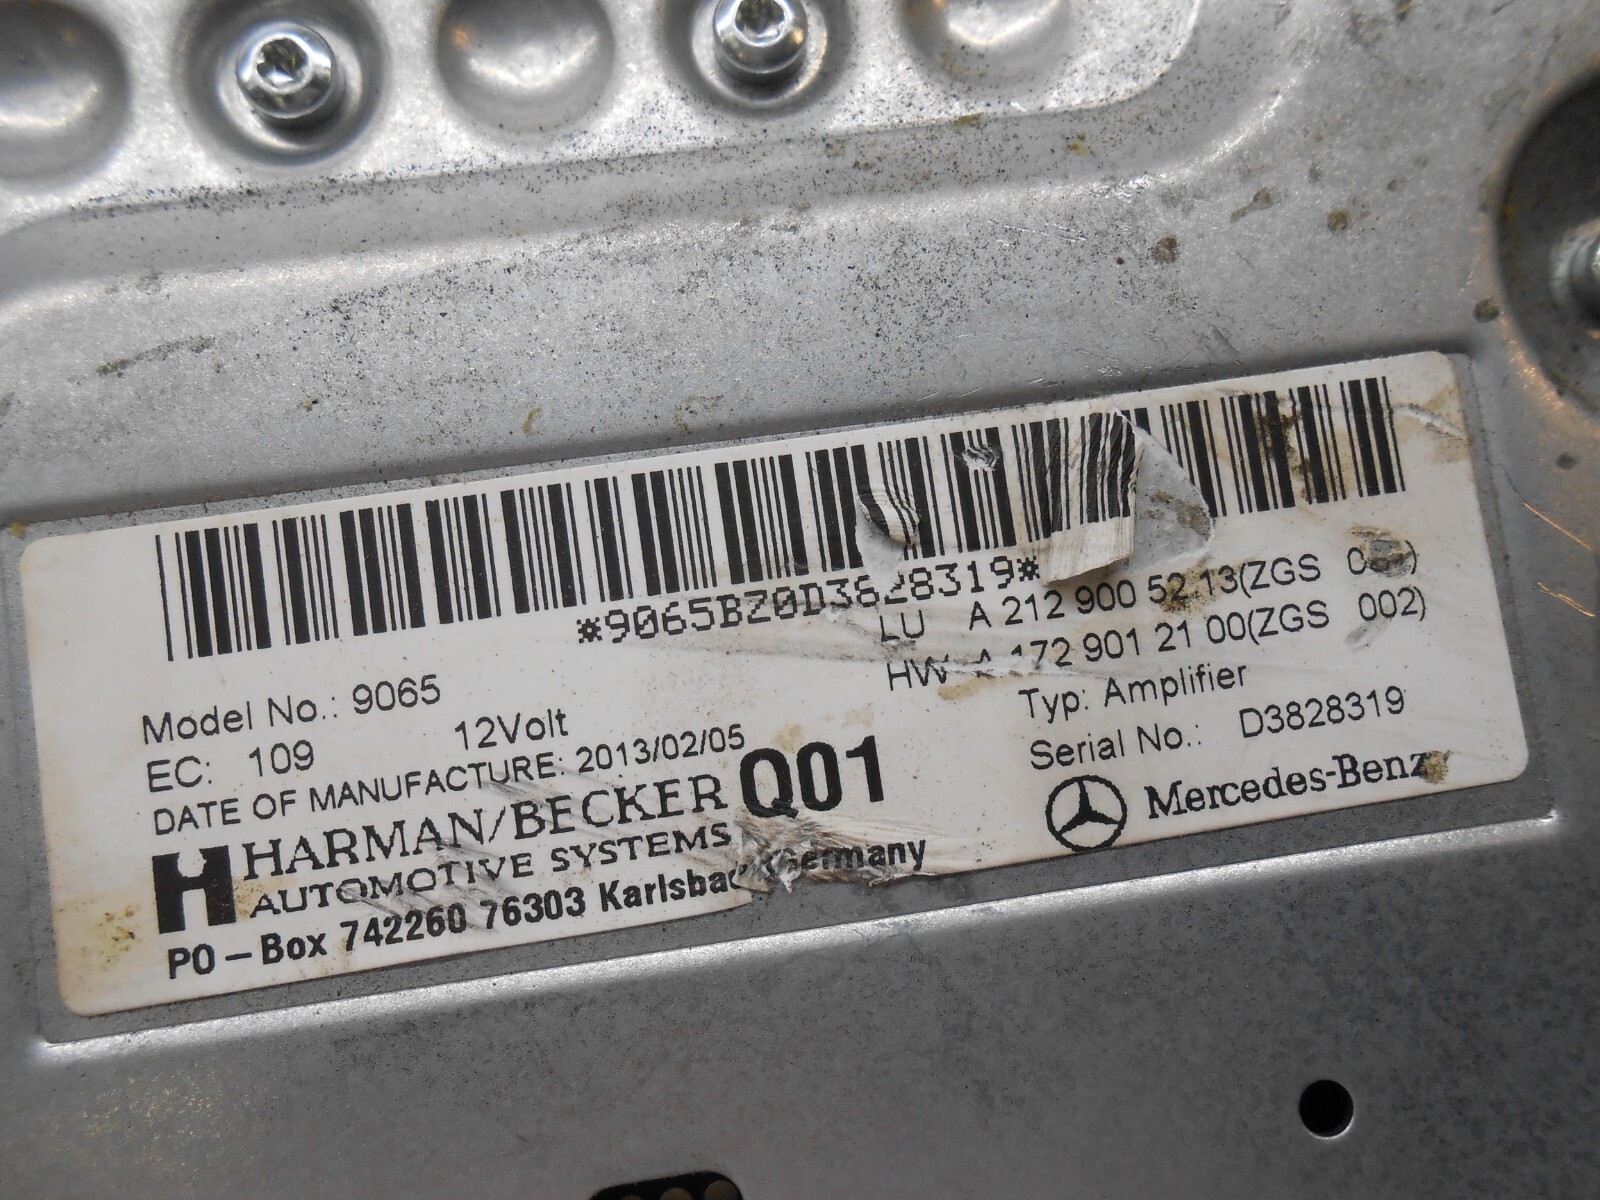 *9065BZ0D3828319*
LU A 212 900 52 13(ZGS
HW A 172 901 21 00(ZGS 002)
Model No.: 9065
Typ: Amplifier
EC: 109 12Volt
Serial No.: D3828319
DATE OF MANUFACTURE: 2013/02/05
HARMAN/BECKER Q01
AUTOMOTIVE SYSTEMS
Mercedes-Benz
PO-Box 742260 76303 Karlsbad Germany